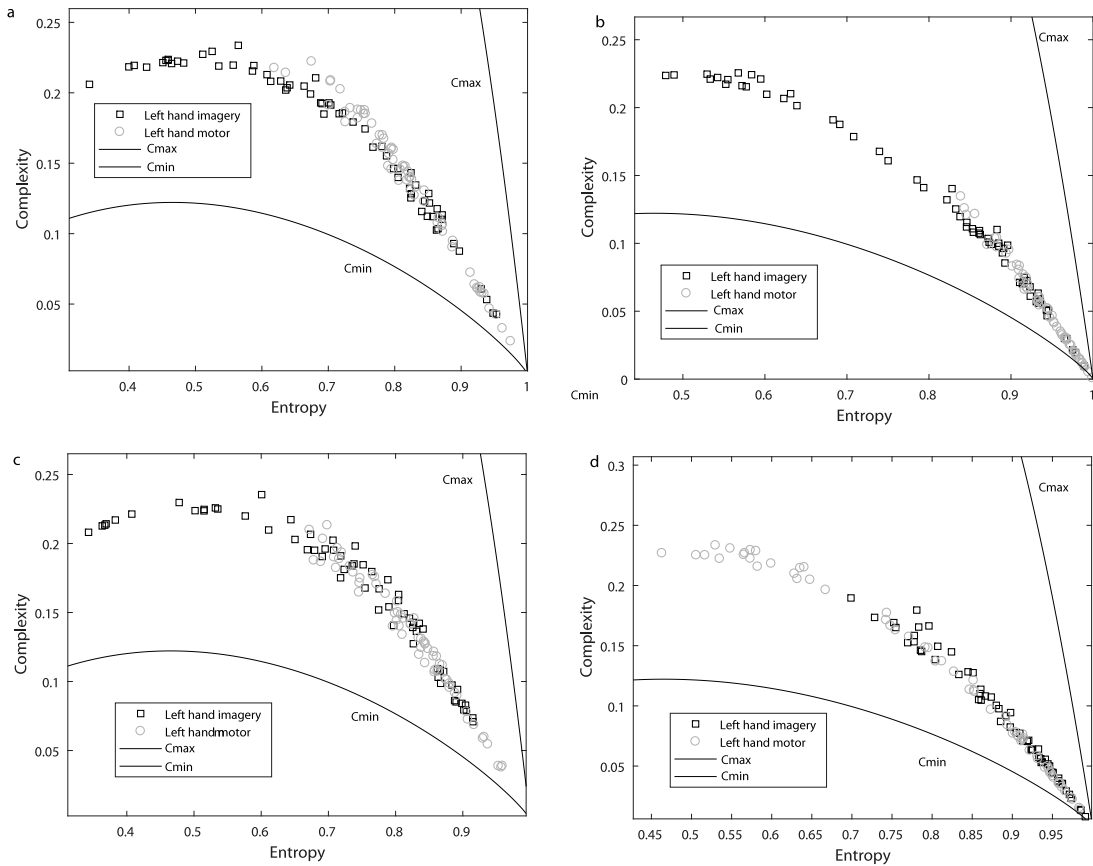 a
0.25
0.2
0.15
0.1
0.05
Complexity
Cmax
Left hand imagery
Left hand motor
Cmax
Cmin
Cmin
0.4 0.5 0.6 0.7 0.8 0.9 1
Entropy
b
0.25
0.2
0.15
0.1
0.05
0
Complexity
Cmax
Left hand imagery
Left hand motor
Cmax
Cmin
Cmin
0.5 0.6 0.7 0.8 0.9 1
Entropy
c
0.25
0.2
0.15
0.1
0.05
Complexity
Cmax
Left hand imagery
Left handmotor
Cmax
Cmin
Cmin
0.4 0.5 0.6 0.7 0.8 0.9
Entropy
d
0.3
0.25
0.2
0.15
0.1
0.05
Complexity
Cmax
Left hand imagery
Left hand motor
Cmax
Cmin
Cmin
0.45 0.5 0.55 0.6 0.65 0.7 0.75 0.8 0.85 0.9 0.95
Entropy